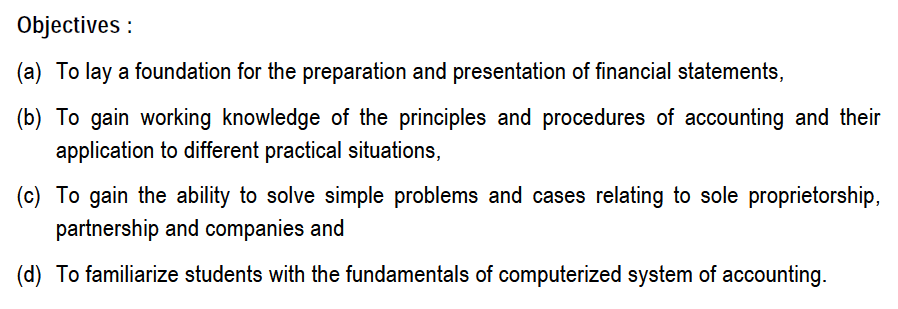 Objectives :
(a) To lay a foundation for the preparation and presentation of financial statements,
(b) To gain working knowledge of the principles and procedures of accounting and their
application to different practical situations,
(c) To gain the ability to solve simple problems and cases relating to sole proprietorship,
partnership and companies and
(d) To familiarize students with the fundamentals of computerized system of accounting.